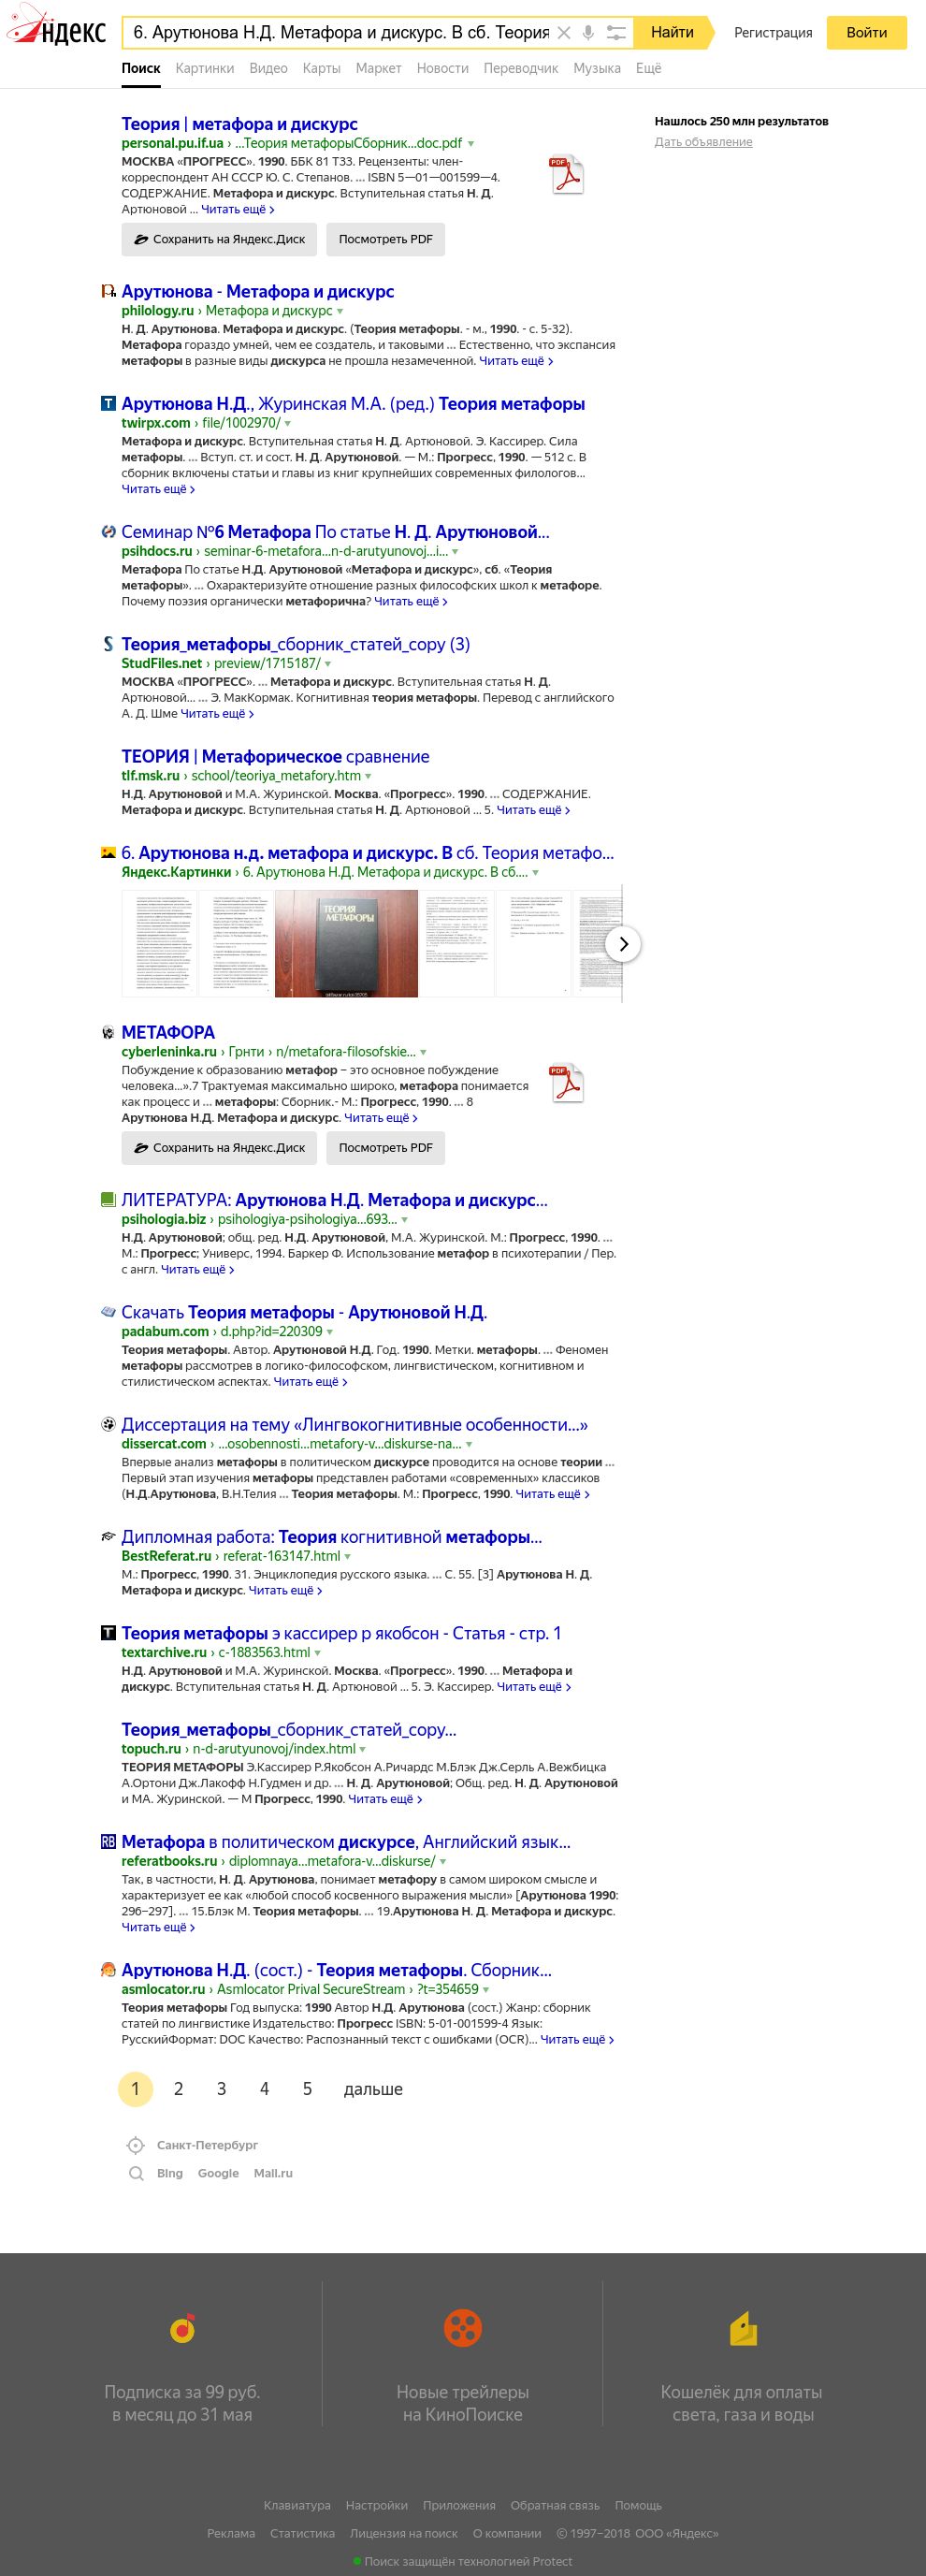 Яндекс
6. Арутюнова Н.Д. Метафора и дискурс. В сб. Теория
Найти
Регистрация
Войти
Поиск Картинки Видео Карты Маркет Новости Переводчик Музыка Ещё
Нашлось 250 млн результатов
Дать объявление
Теория | метафора и дискурс
personal.pu.if.ua › …Теория метафорыСборник…doc.pdf
МОСКВА «ПРОГРЕСС». 1990. ББК 81 Т33. Рецензенты: член-
корреспондент АН СССР Ю. С. Степанов. ... ISBN 5—01—001599—4.
СОДЕРЖАНИЕ. Метафора и дискурс. Вступительная статья Н. Д.
Артюновой ... Читать ещё
PDF
Сохранить на Яндекс.Диск
Посмотреть PDF
Арутюнова - Метафора и дискурс
philology.ru › Метафора и дискурс
Н. Д. Арутюнова. Метафора и дискурс. (Теория метафоры. - м., 1990. - с. 5-32).
Метафора гораздо умней, чем ее создатель, и таковыми ... Естественно, что экспансия
метафоры в разные виды дискурса не прошла незамеченной. Читать ещё
Арутюнова Н.Д., Журинская М.А. (ред.) Теория метафоры
twirpx.com › file/1002970/
Метафора и дискурс. Вступительная статья Н. Д. Артюновой. Э. Кассирер. Сила
метафоры. ... Вступ. ст. и сост. Н. Д. Арутюновой. — М.: Прогресс, 1990. — 512 с. В
сборник включены статьи и главы из книг крупнейших современных филологов...
Читать ещё
Семинар №6 Метафора По статье Н. Д. Арутюновой...
psihdocs.ru › seminar-6-metafora…n-d-arutyunovoj…i…
Метафора По статье Н.Д. Арутюновой «Метафора и дискурс», сб. «Теория
метафоры». ... Охарактеризуйте отношение разных философских школ к метафоре.
Почему поэзия органически метафорична? Читать ещё
Теория_метафоры_сборник_статей_copy (3)
StudFiles.net › preview/1715187/
МОСКВА «ПРОГРЕСС». ... Метафора и дискурс. Вступительная статья Н. Д.
Артюновой... ... Э. МакКормак. Когнитивная теория метафоры. Перевод с английского
А. Д. Шме Читать ещё
ТЕОРИЯ | Метафорическое сравнение
tlf.msk.ru › school/teoriya_metafory.htm
Н.Д. Арутюновой и М.А. Журинской. Москва. «Прогресс». 1990. ... СОДЕРЖАНИЕ.
Метафора и дискурс. Вступительная статья Н. Д. Артюновой ... 5. Читать ещё
6. Арутюнова н.д. метафора и дискурс. В сб. Теория метафо...
Яндекс.Картинки › 6. Арутюнова Н.Д. Метафора и дискурс. В сб.…
ТЕОРИЯ
МЕТАФОРЫ
МЕТАФОРА
cyberleninka.ru › Грнти › n/metafora-filosofskie…
Побуждение к образованию метафор – это основное побуждение
человека...».7 Трактуемая максимально широко, метафора понимается
как процесс и ... метафоры: Сборник.- М.: Прогресс, 1990. ... 8
Арутюнова Н.Д. Метафора и дискурс. Читать ещё
PDF
Сохранить на Яндекс.Диск
Посмотреть PDF
ЛИТЕРАТУРА: Арутюнова Н.Д. Метафора и дискурс...
psihologia.biz › psihologiya-psihologiya…693…
Н.Д. Арутюновой; общ. ред. Н.Д. Арутюновой, М.А. Журинской. М.: Прогресс, 1990. ...
М.: Прогресс; Универс, 1994. Баркер Ф. Использование метафор в психотерапии / Пер.
с англ. Читать ещё
Скачать Теория метафоры - Арутюновой Н.Д.
padabum.com › d.php?id=220309
Теория метафоры. Автор. Арутюновой Н.Д. Год. 1990. Метки. метафоры. ... Феномен
метафоры рассмотрев в логико-философском, лингвистическом, когнитивном и
стилистическом аспектах. Читать ещё
Диссертация на тему «Лингвокогнитивные особенности...»
dissercat.com › …osobennosti…metafory-v…diskurse-na…
Впервые анализ метафоры в политическом дискурсе проводится на основе теории ...
Первый этап изучения метафоры представлен работами «современных» классиков
(Н.Д.Арутюнова, В.Н.Телия ... Теория метафоры. М.: Прогресс, 1990. Читать ещё
Дипломная работа: Теория когнитивной метафоры...
BestReferat.ru › referat-163147.html
М.: Прогресс, 1990. 31. Энциклопедия русского языка. ... С. 55. [3] Арутюнова Н. Д.
Метафора и дискурс. Читать ещё
Теория метафоры э кассирер р якобсон - Статья - стр. 1
textarchive.ru › c-1883563.html
Н.Д. Арутюновой и М.А. Журинской. Москва. «Прогресс». 1990. ... Метафора и
дискурс. Вступительная статья Н. Д. Артюновой ... 5. Э. Кассирер. Читать ещё
Теория_метафоры_сборник_статей_copy...
topuch.ru › n-d-arutyunovoj/index.html
ТЕОРИЯ МЕТАФОРЫ Э.Кассирер Р.Якобсон А.Ричардс М.Блэк Дж.Серль А.Вежбицка
А.Ортони Дж.Лакофф Н.Гудмен и др. ... Н. Д. Арутюновой; Общ. ред. Н. Д. Арутюновой
и МА. Журинской. — М Прогресс, 1990. Читать ещё
Метафора в политическом дискурсе, Английский язык...
referatbooks.ru › diplomnaya…metafora-v…diskurse/
Так, в частности, Н. Д. Арутюнова, понимает метафору в самом широком смысле и
характеризует ее как «любой способ косвенного выражения мысли» [Арутюнова 1990:
296–297]. ... 15.Блэк М. Теория метафоры. ... 19.Арутюнова Н. Д. Метафора и дискурс.
Читать ещё
Арутюнова Н.Д. (сост.) - Теория метафоры. Сборник...
asmlocator.ru › Asmlocator Prival SecureStream › ?t=354659
Теория метафоры Год выпуска: 1990 Автор Н.Д. Арутюнова (сост.) Жанр: сборник
статей по лингвистике Издательство: Прогресс ISBN: 5-01-001599-4 Язык:
РусскийФормат: DOC Качество: Распознанный текст с ошибками (OCR)... Читать ещё
1 2 3 4 5 дальше
Санкт-Петербург
Bing Google Mail.ru
Подписка за 99 руб.
в месяц до 31 мая
Новые трейлеры
на КиноПоиске
Кошелёк для оплаты
света, газа и воды
Клавиатура Настройки Приложения Обратная связь Помощь
Реклама Статистика Лицензия на поиск О компании © 1997–2018 ООО «Яндекс»
Поиск защищён технологией Protect